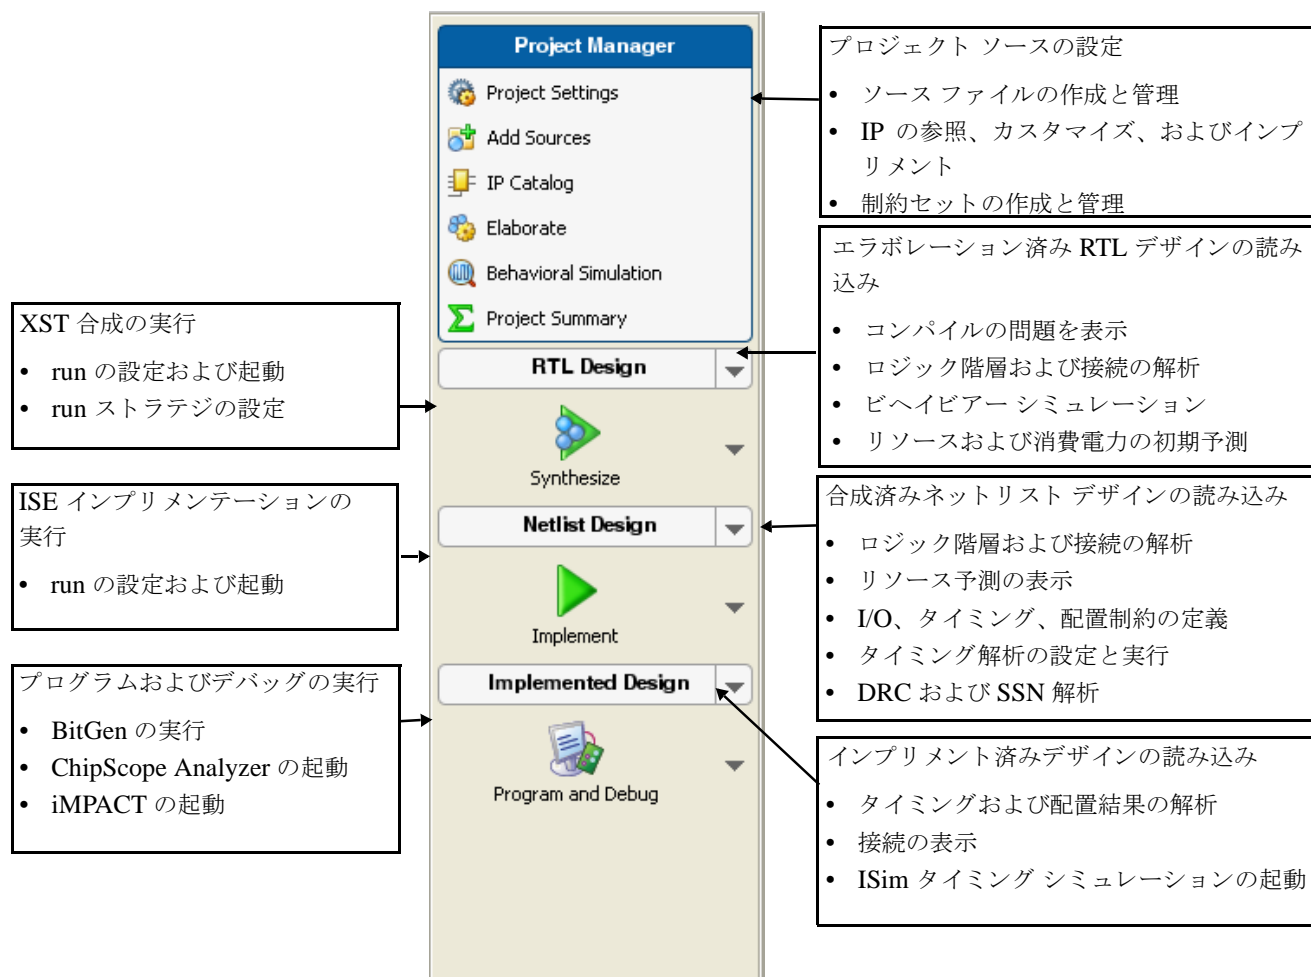 Project Manager
Project Settings
Add Sources
IP Catalog
Elaborate
Behavioral Simulation
Project Summary
RTL Design
Synthesize
Netlist Design
Implement
Implemented Design
Program and Debug
XST 合成の実行
• run の設定および起動
• run ストラテジの設定
ISE インプリメンテーションの
実行
• run の設定および起動
プログラムおよびデバッグの実行
• BitGen の実行
• ChipScope Analyzer の起動
• iMPACT の起動
プロジェクト ソースの設定
• ソース ファイルの作成と管理
• IP の参照、カスタマイズ、およびインプ
リメント
• 制約セットの作成と管理
エラボレーション済み RTL デザインの読み
込み
• コンパイルの問題を表示
• ロジック階層および接続の解析
• ビヘイビアー シミュレーション
• リソースおよび消費電力の初期予測
合成済みネットリスト デザインの読み込み
• ロジック階層および接続の解析
• リソース予測の表示
• I/O、タイミング、配置制約の定義
• タイミング解析の設定と実行
• DRC および SSN 解析
インプリメント済みデザインの読み込み
• タイミングおよび配置結果の解析
• 接続の表示
• ISim タイミング シミュレーションの起動